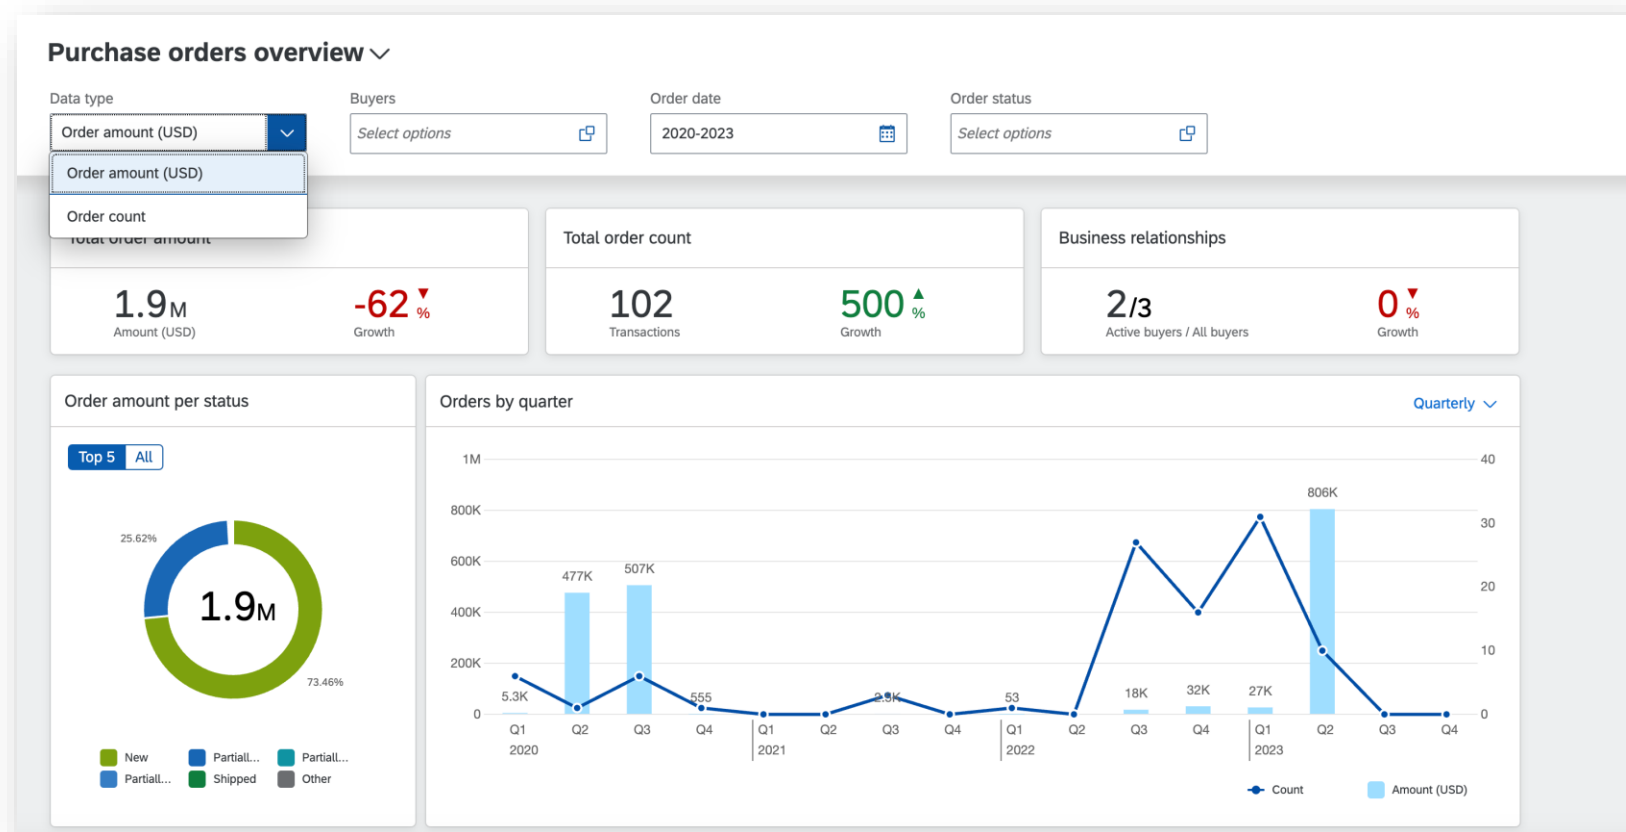 Purchase orders overview
Data type
Buyers
Order date
Order status
Order amount (USD)
Select options
2020-2023
Select options
Order amount (USD)
Order count
Total order amount
Total order count
Business relationships
1.9M
-62 %
102
500 %
2/3
0 %
Amount (USD)
Growth
Transactions
Growth
Active buyers / All buyers
Growth
Order amount per status
Orders by quarter
Quarterly
Top 5
All
25.62%
1.9M
73.46%
New
Partiall...
Partiall...
Partiall...
Shipped
Other
1M
800K
600K
400K
200K
0
40
30
20
10
0
5.3K
477K
507K
555
2.3K
53
18K
32K
27K
806K
Q1 Q2 Q3 Q4 Q1 Q2 Q3 Q4 Q1 Q2 Q3 Q4 Q1 Q2 Q3 Q4
2020 2021 2022 2023
Count
Amount (USD)